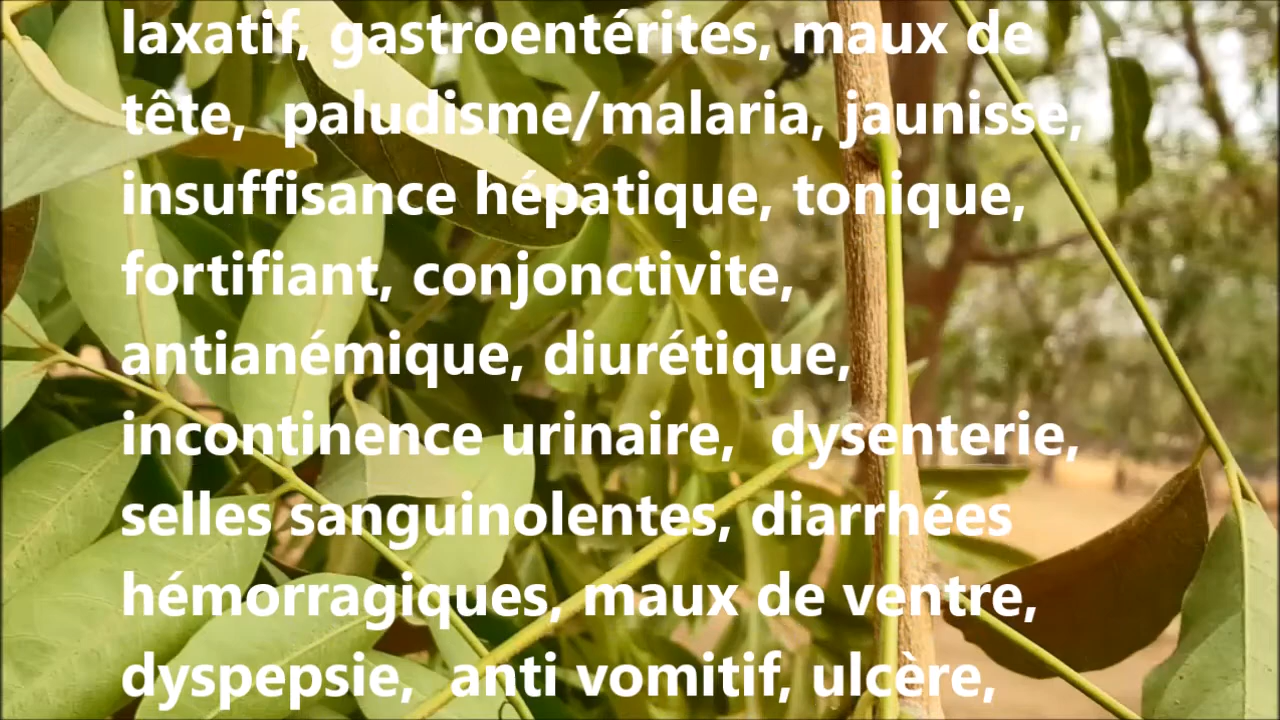 laxatif, gastroentérites, maux de
tête,  paludisme/malaria, jaunisse,
insuffisance hépatique, tonique,
fortifiant, conjonctivite,
antianémique, diurétique,
incontinence urinaire,  dysenterie,
selles sanguinolentes, diarrhées
hémorragiques, maux de ventre,
dyspepsie,  anti vomitif, ulcère,